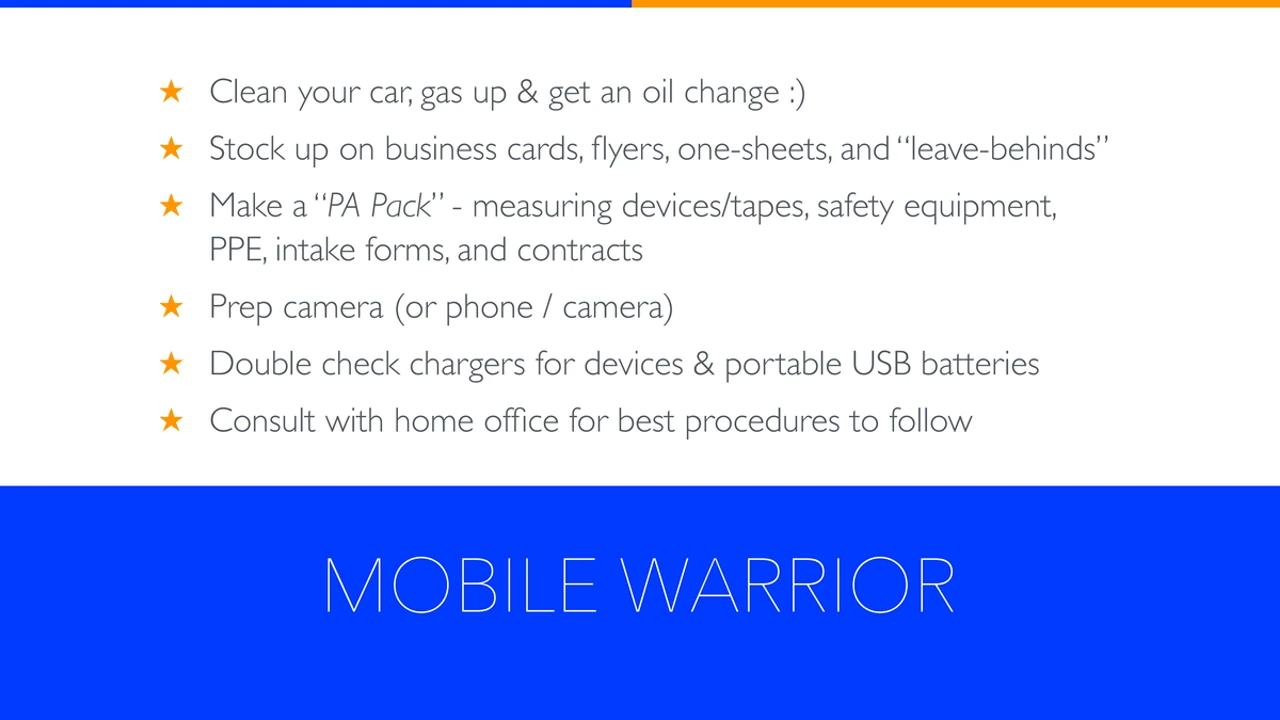 ★ Clean your car, gas up & get an oil change :)
★ Stock up on business cards, flyers, one-sheets, and “leave-behinds”
★ Make a “PA Pack” - measuring devices/tapes, safety equipment,
PPE, intake forms, and contracts
★ Prep camera (or phone / camera)
★ Double check chargers for devices & portable USB batteries
★ Consult with home office for best procedures to follow
MOBILE WARRIOR